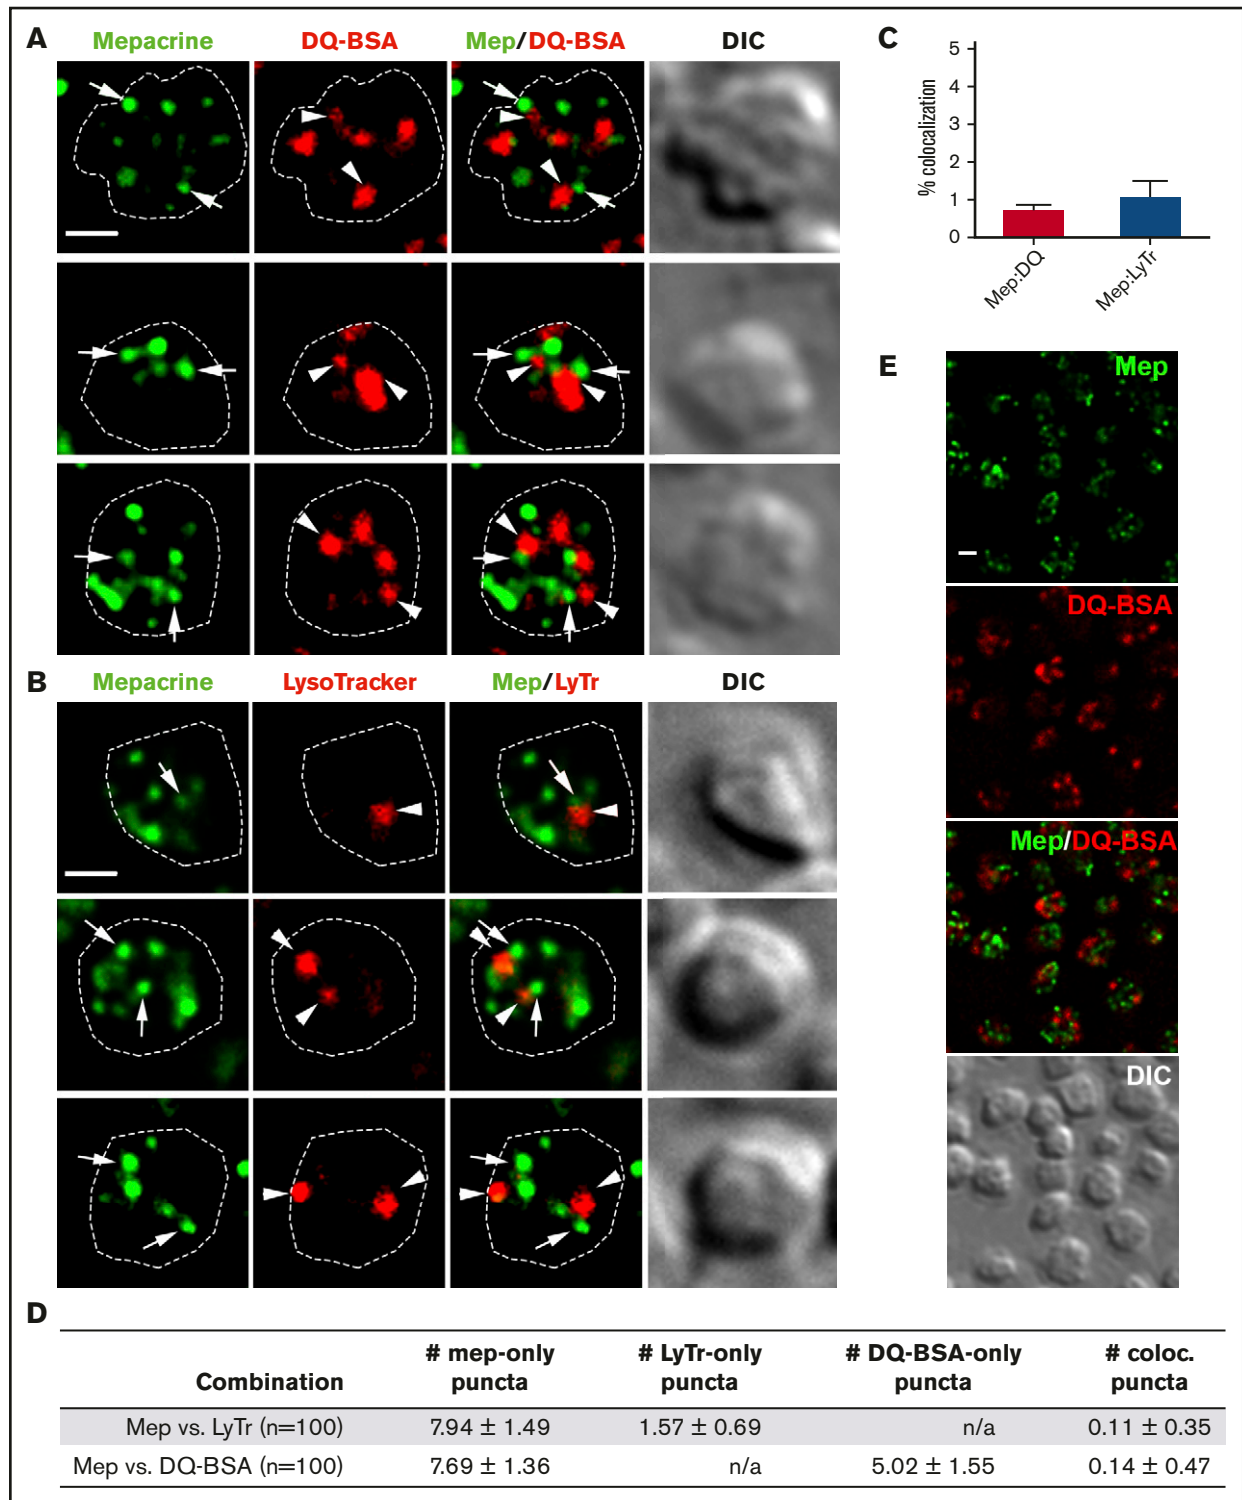 A
Mepacrine DQ-BSA Mep/DQ-BSA DIC
B
Mepacrine LysoTracker Mep/LyTr DIC
C
% colocalization
5
4
3
2
1
0
Mep:DQ Mep:LyTr
E
Mep
DQ-BSA
Mep/DQ-BSA
DIC
D
Combination # mep-only puncta # LyTr-only puncta # DQ-BSA-only puncta # coloc. puncta
Mep vs. LyTr (n=100) 7.94 ± 1.49 1.57 ± 0.69 n/a 0.11 ± 0.35
Mep vs. DQ-BSA (n=100) 7.69 ± 1.36 n/a 5.02 ± 1.55 0.14 ± 0.47